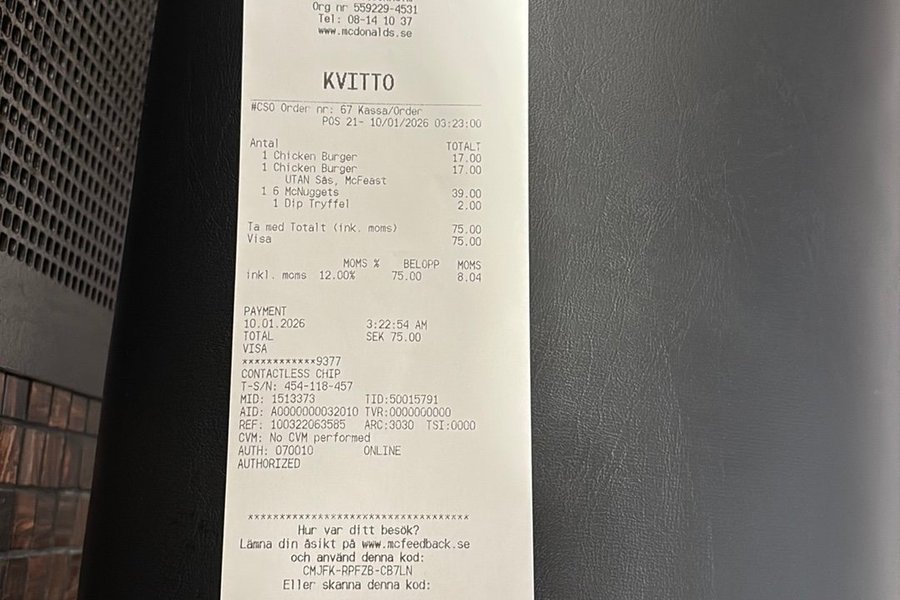 Org nr 559229-4531
Tel: 08-14 10 37
www.mcdonalds.se
KVITTO
#CSO Order nr: 67 Kassa/Order
POS 21- 10/01/2026 03:23:00
Antal TOTALT
1 Chicken Burger 17.00
1 Chicken Burger 17.00
UTAN Sås, McFeast
1 6 McNuggets 39.00
1 Dip Tryffel 2.00
Ta med Totalt (ink. moms) 75.00
Visa 75.00
MOMS % BELOPP MOMS
inkl. moms 12.00% 75.00 8.04
PAYMENT
10.01.2026 3:22:54 AM
TOTAL SEK 75.00
VISA
************9377
CONTACTLESS CHIP
T-S/N: 454-118-457
MID: 1513373 TID:50015791
AID: A0000000032010 TVR:0000000000
REF: 100322063585 ARC:3030 TSI:0000
CVM: No CVM performed
AUTH: 070010 ONLINE
AUTHORIZED
************************************
Hur var ditt besök?
Lämna din åsikt på www.mcfeedback.se
och använd denna kod:
CMJFK-RPFZB-CB7LN
Eller skanna denna kod: